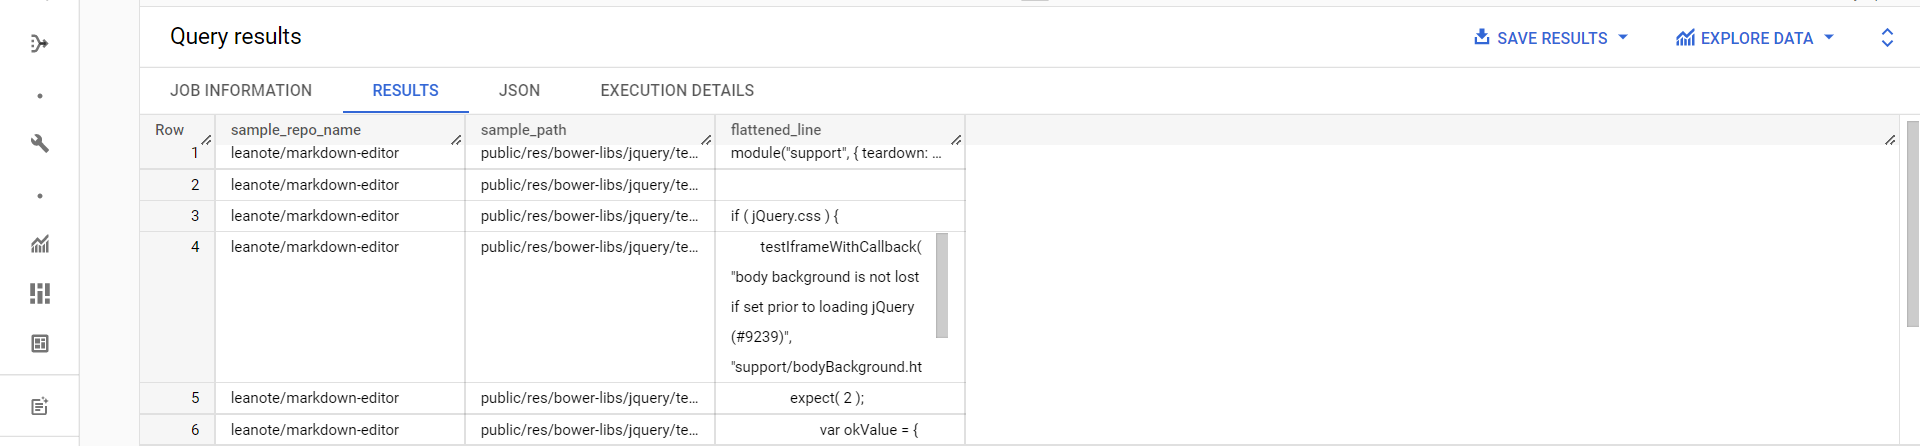 Query results
SAVE RESULTS
EXPLORE DATA
JOB INFORMATION RESULTS JSON EXECUTION DETAILS
Row sample_repo_name sample_path flattened_line
1 leanote/markdown-editor public/res/bower-libs/jquery/te... module("support", { teardown: ...
2 leanote/markdown-editor public/res/bower-libs/jquery/te...
3 leanote/markdown-editor public/res/bower-libs/jquery/te... if ( jQuery.css ) {
4 leanote/markdown-editor public/res/bower-libs/jquery/te... testIframeWithCallback(
"body background is not lost
if set prior to loading jQuery
(#9239)",
"support/bodyBackground.ht
5 leanote/markdown-editor public/res/bower-libs/jquery/te... expect( 2 );
6 leanote/markdown-editor public/res/bower-libs/jquery/te... var okValue = {